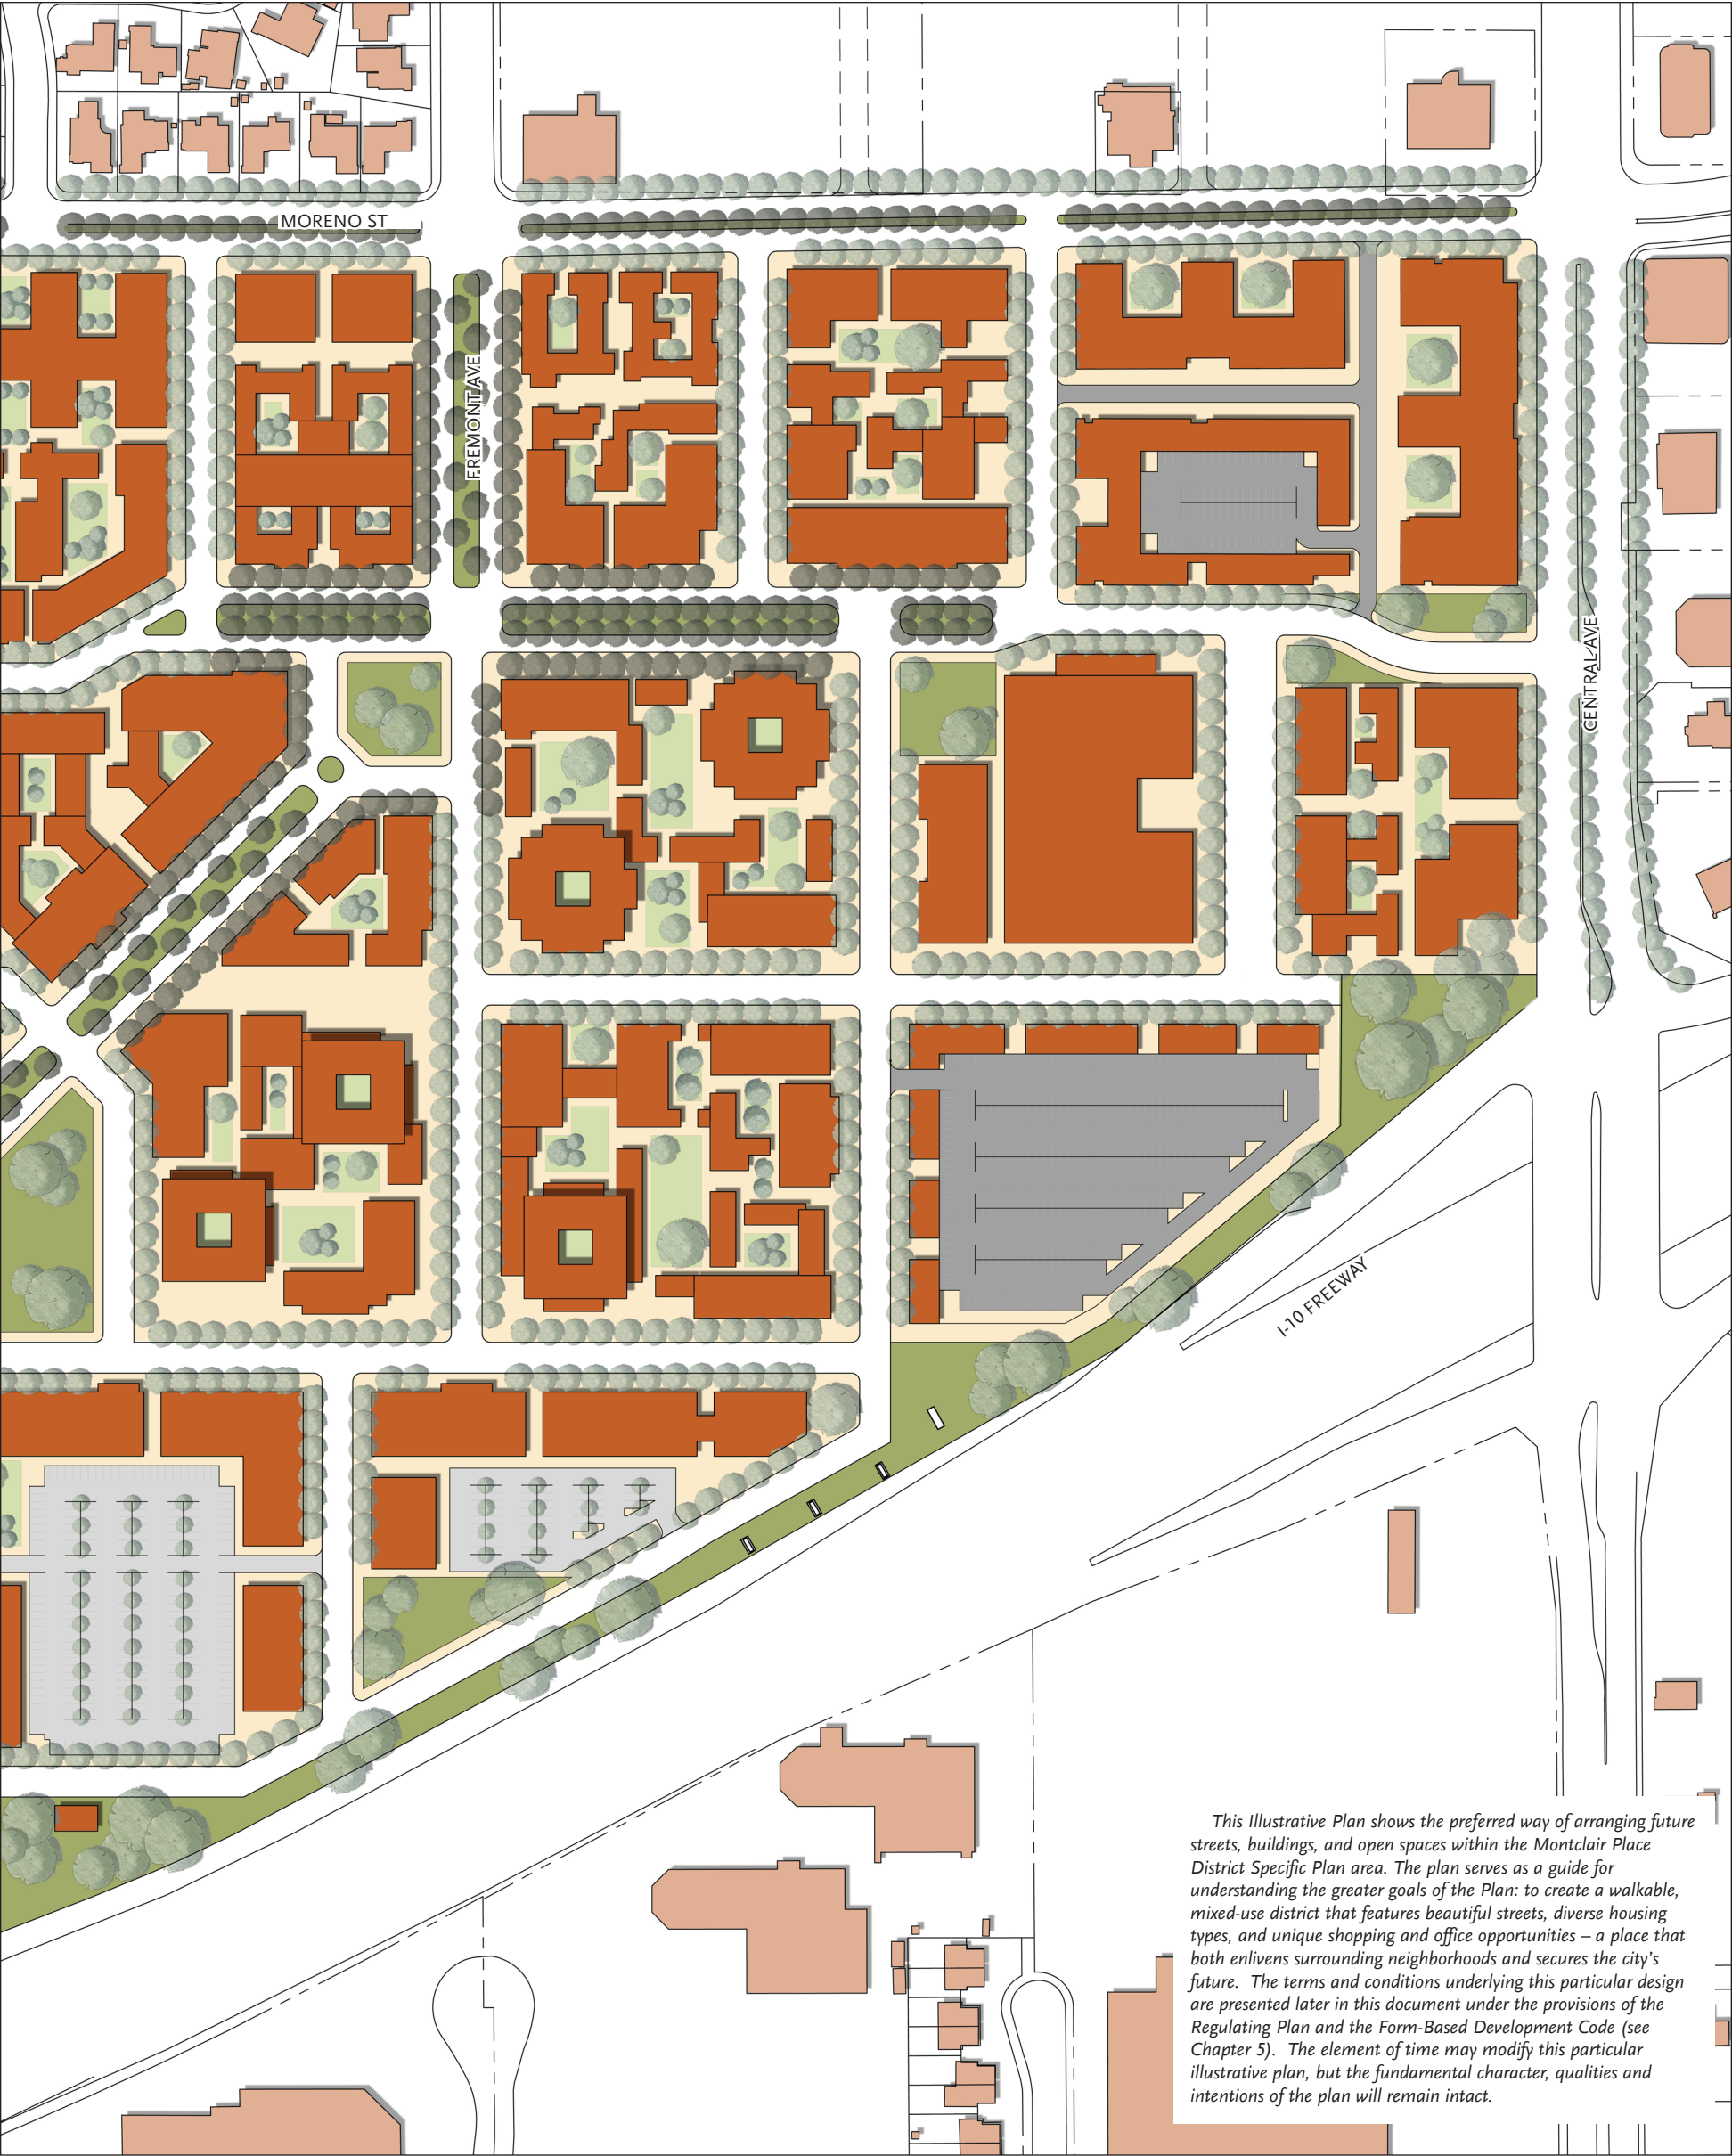 MORENO ST
FREMONT AVE
CENTRAL AVE
I-10 FREEWAY
This Illustrative Plan shows the preferred way of arranging future
streets, buildings, and open spaces within the Montclair Place
District Specific Plan area. The plan serves as a guide for
understanding the greater goals of the Plan: to create a walkable,
mixed-use district that features beautiful streets, diverse housing
types, and unique shopping and office opportunities – a place that
both enlivens surrounding neighborhoods and secures the city's
future. The terms and conditions underlying this particular design
are presented later in this document under the provisions of the
Regulating Plan and the Form-Based Development Code (see
Chapter 5). The element of time may modify this particular
illustrative plan, but the fundamental character, qualities and
intentions of the plan will remain intact.